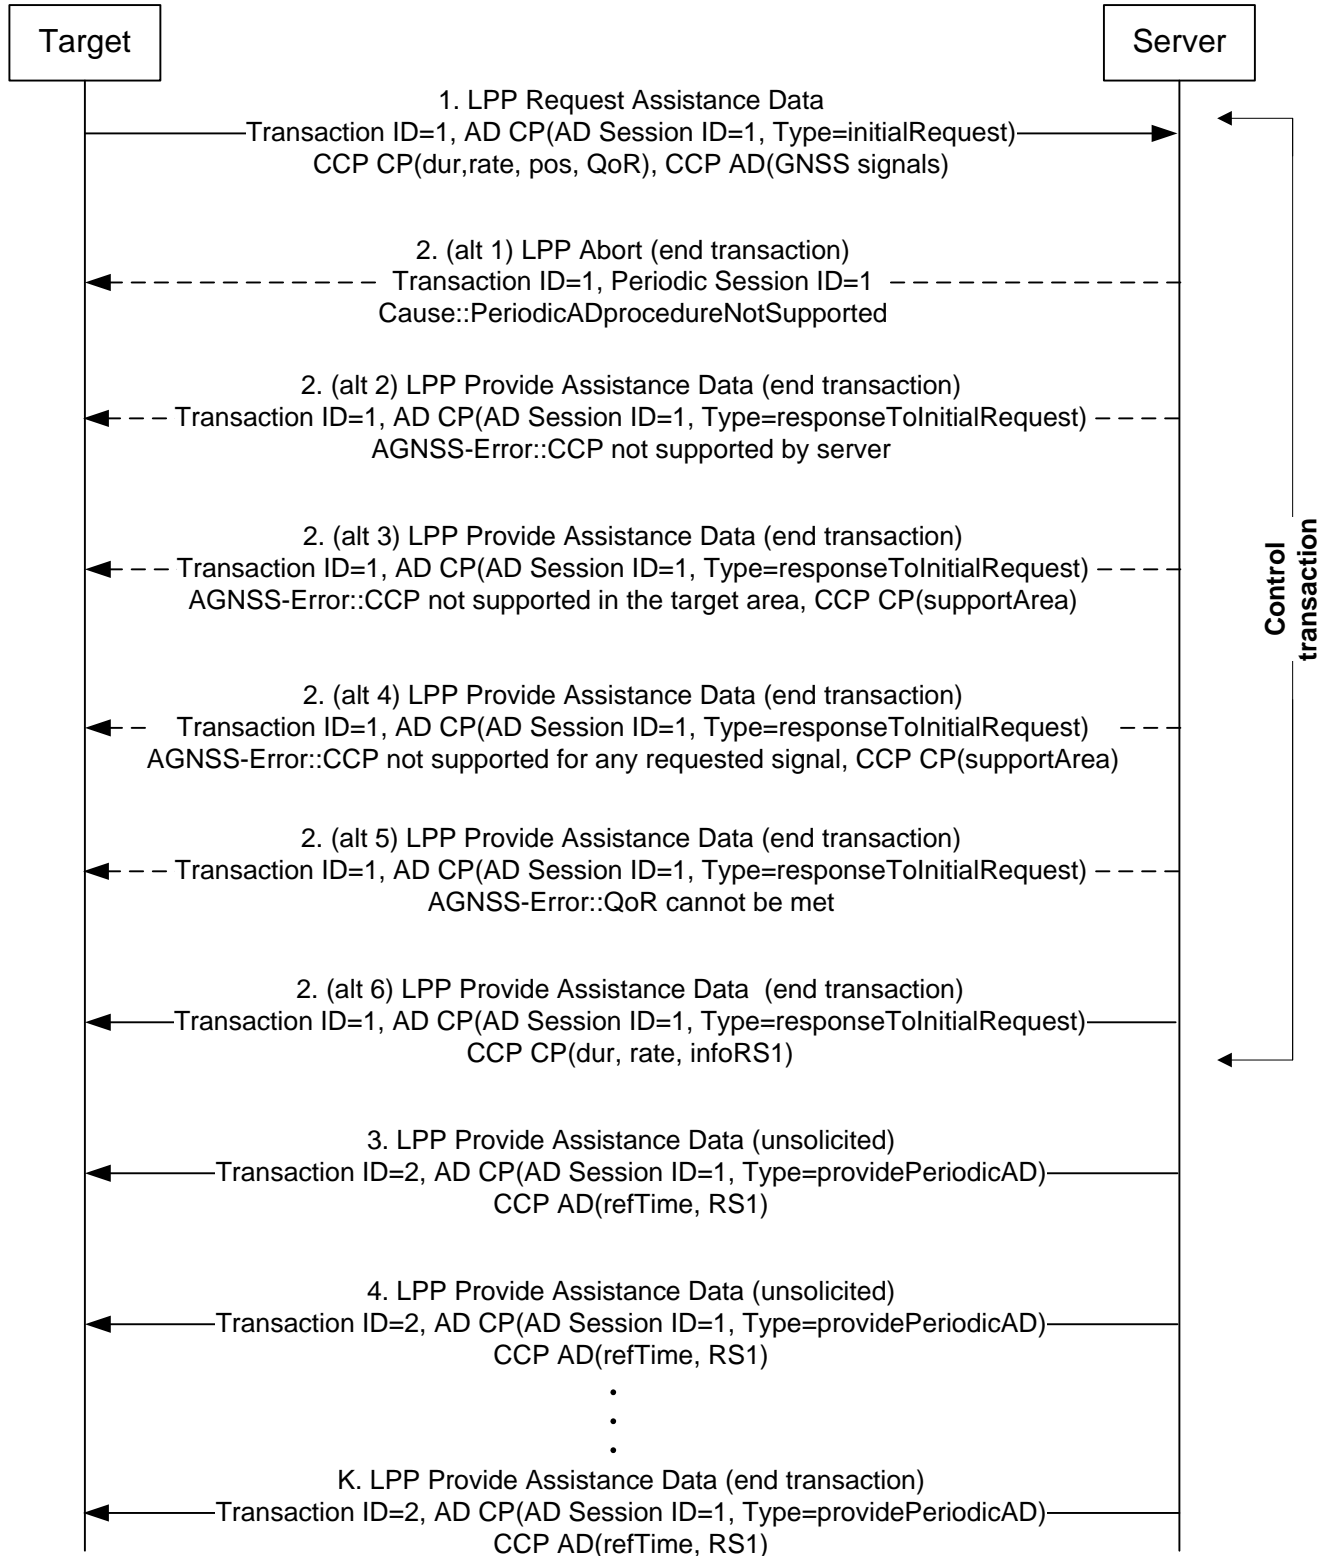 Target
Server
1. LPP Request Assistance Data
Transaction ID=1, AD CP(AD Session ID=1, Type=initialRequest)
CCP CP(dur,rate, pos, QoR), CCP AD(GNSS signals)
2. (alt 1) LPP Abort (end transaction)
Transaction ID=1, Periodic Session ID=1
Cause::PeriodicADprocedureNotSupported
2. (alt 2) LPP Provide Assistance Data (end transaction)
Transaction ID=1, AD CP(AD Session ID=1, Type=responseToInitialRequest)
AGNSS-Error::CCP not supported by server
2. (alt 3) LPP Provide Assistance Data (end transaction)
Transaction ID=1, AD CP(AD Session ID=1, Type=responseToInitialRequest)
AGNSS-Error::CCP not supported in the target area, CCP CP(supportArea)
Control
transaction
2. (alt 4) LPP Provide Assistance Data (end transaction)
Transaction ID=1, AD CP(AD Session ID=1, Type=responseToInitialRequest)
AGNSS-Error::CCP not supported for any requested signal, CCP CP(supportArea)
2. (alt 5) LPP Provide Assistance Data (end transaction)
Transaction ID=1, AD CP(AD Session ID=1, Type=responseToInitialRequest)
AGNSS-Error::QoR cannot be met
2. (alt 6) LPP Provide Assistance Data (end transaction)
Transaction ID=1, AD CP(AD Session ID=1, Type=responseToInitialRequest)
CCP CP(dur, rate, infoRS1)
3. LPP Provide Assistance Data (unsolicited)
Transaction ID=2, AD CP(AD Session ID=1, Type=providePeriodicAD)
CCP AD(refTime, RS1)
4. LPP Provide Assistance Data (unsolicited)
Transaction ID=2, AD CP(AD Session ID=1, Type=providePeriodicAD)
CCP AD(refTime, RS1)
.
.
.
K. LPP Provide Assistance Data (end transaction)
Transaction ID=2, AD CP(AD Session ID=1, Type=providePeriodicAD)
CCP AD(refTime, RS1)